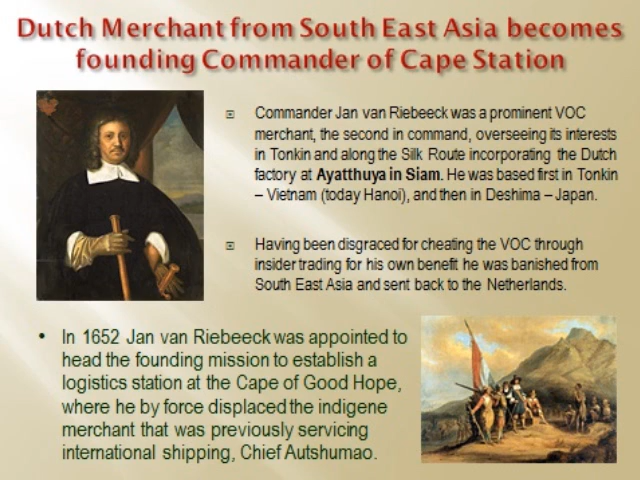 Dutch Merchant from South East Asia becomes
founding Commander of Cape Station
Commander Jan van Riebeeck was a prominent VOC
merchant, the second in command, overseeing its interests
in Tonkin and along the Silk Route incorporating the Dutch
factory at Ayatthuya in Siam. He was based first in Tonkin
– Vietnam (today Hanoi), and then in Deshima – Japan.
Having been disgraced for cheating the VOC through
insider trading for his own benefit he was banished from
South East Asia and sent back to the Netherlands.
• In 1652 Jan van Riebeeck was appointed to
head the founding mission to establish a
logistics station at the Cape of Good Hope,
where he by force displaced the indigene
merchant that was previously servicing
international shipping, Chief Autshumao.